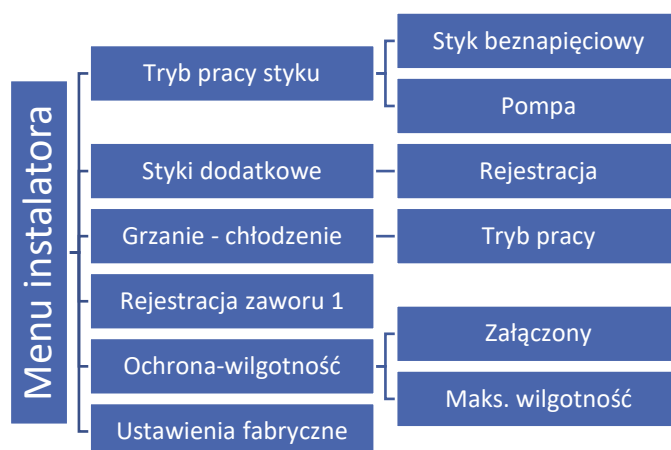 Menu instalatora
Tryb pracy styku
Styk beznapięciowy
Pompa
Styki dodatkowe
Rejestracja
Grzanie - chłodzenie
Tryb pracy
Rejestracja zaworu 1
Ochrona-wilgotność
Załączony
Maks. wilgotność
Ustawienia fabryczne